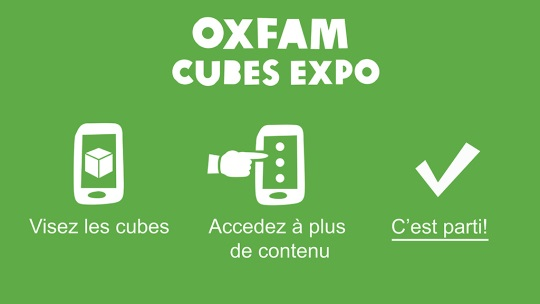 OXFAM
CUBES EXPO
Visez les cubes
Accedez à plus
de contenu
C'est parti!